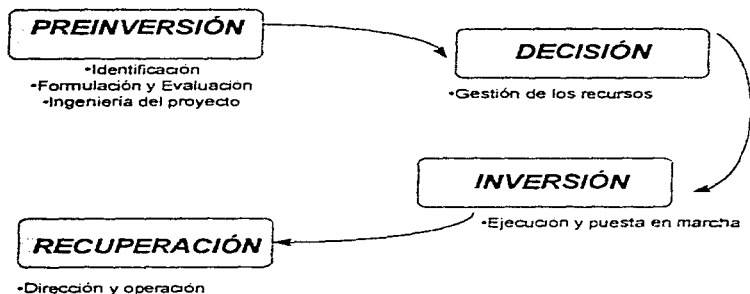 PREINVERSIÓN
•Identificación
•Formulación y Evaluación
•Ingeniería del proyecto
DECISIÓN
•Gestión de los recursos
INVERSIÓN
•Ejecución y puesta en marcha
RECUPERACIÓN
•Dirección y operación